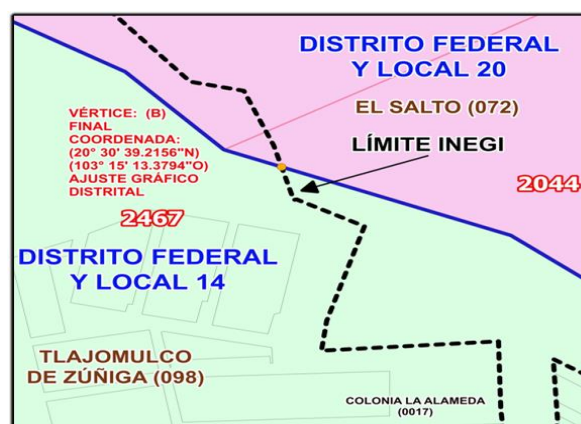 DISTRITO FEDERAL
Y LOCAL 20
EL SALTO (072)
VÉRTICE: (B)
FINAL
COORDENADA:
(20° 30' 39.2156"N)
(103° 15' 13.3794"O)
AJUSTE GRÁFICO
DISTRITAL
LÍMITE INEGI
2044
2467
DISTRITO FEDERAL
Y LOCAL 14
TLAJOMULCO
DE ZÚÑIGA (098)
COLONIA LA ALAMEDA
(0017)